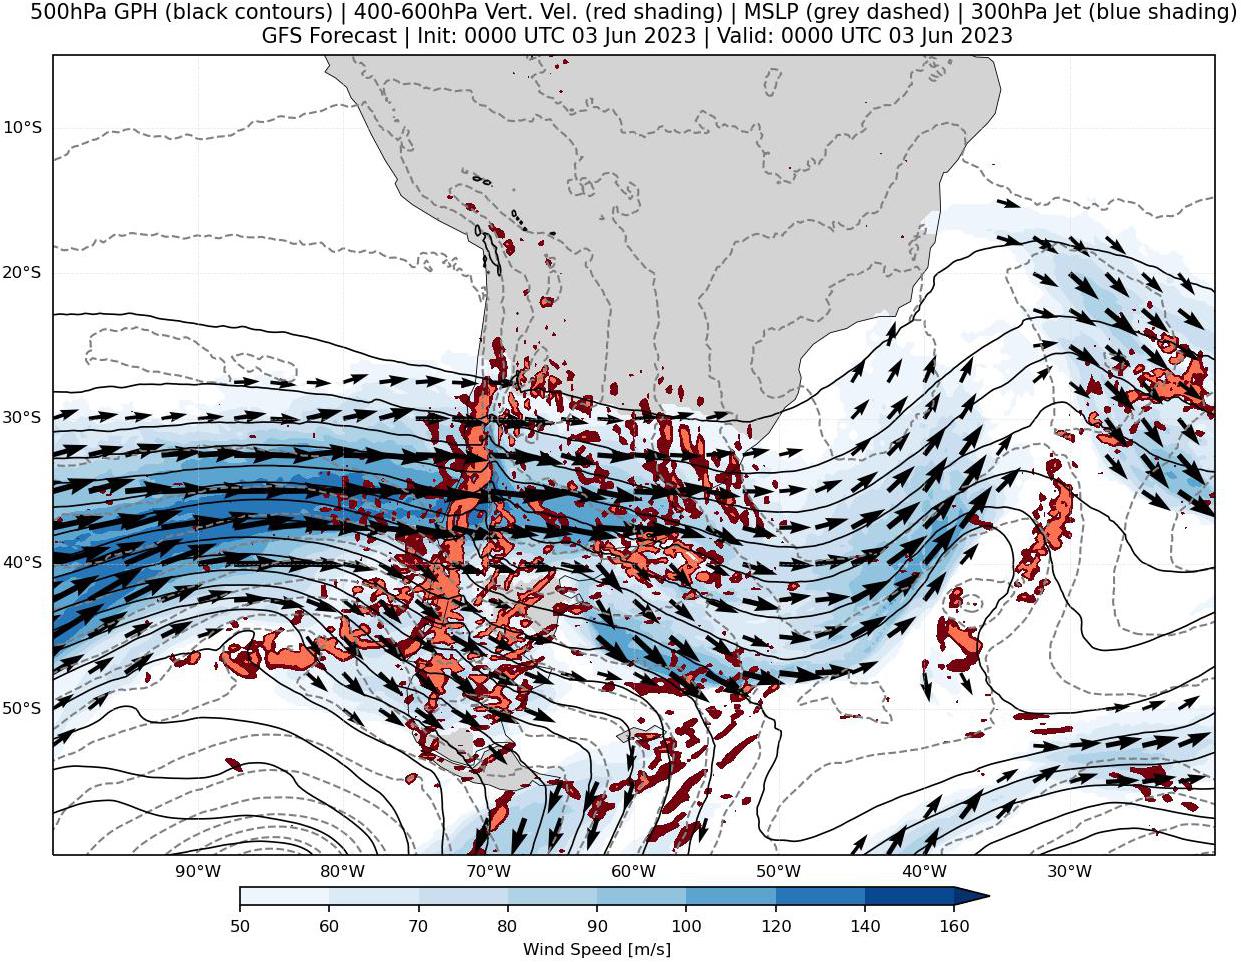 500hPa GPH (black contours) | 400-600hPa Vert. Vel. (red shading) | MSLP (grey dashed) | 300hPa Jet (blue shading)
GFS Forecast | Init: 0000 UTC 03 Jun 2023 | Valid: 0000 UTC 03 Jun 2023
10°S
20°S
30°S
40°S
50°S
90°W 80°W 70°W 60°W 50°W 40°W 30°W
50 60 70 80 90 100 120 140 160
Wind Speed [m/s]